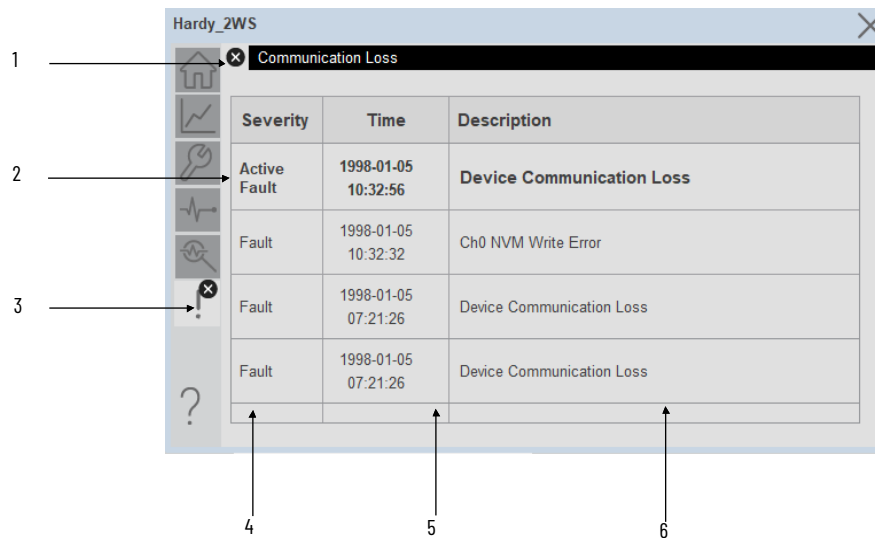 Hardy_2WS
1
Communication Loss
Severity Time Description
2
Active Fault 1998-01-05 10:32:56 Device Communication Loss
Fault 1998-01-05 10:32:32 Ch0 NVM Write Error
3
Fault 1998-01-05 07:21:26 Device Communication Loss
Fault 1998-01-05 07:21:26 Device Communication Loss
?
4 5 6